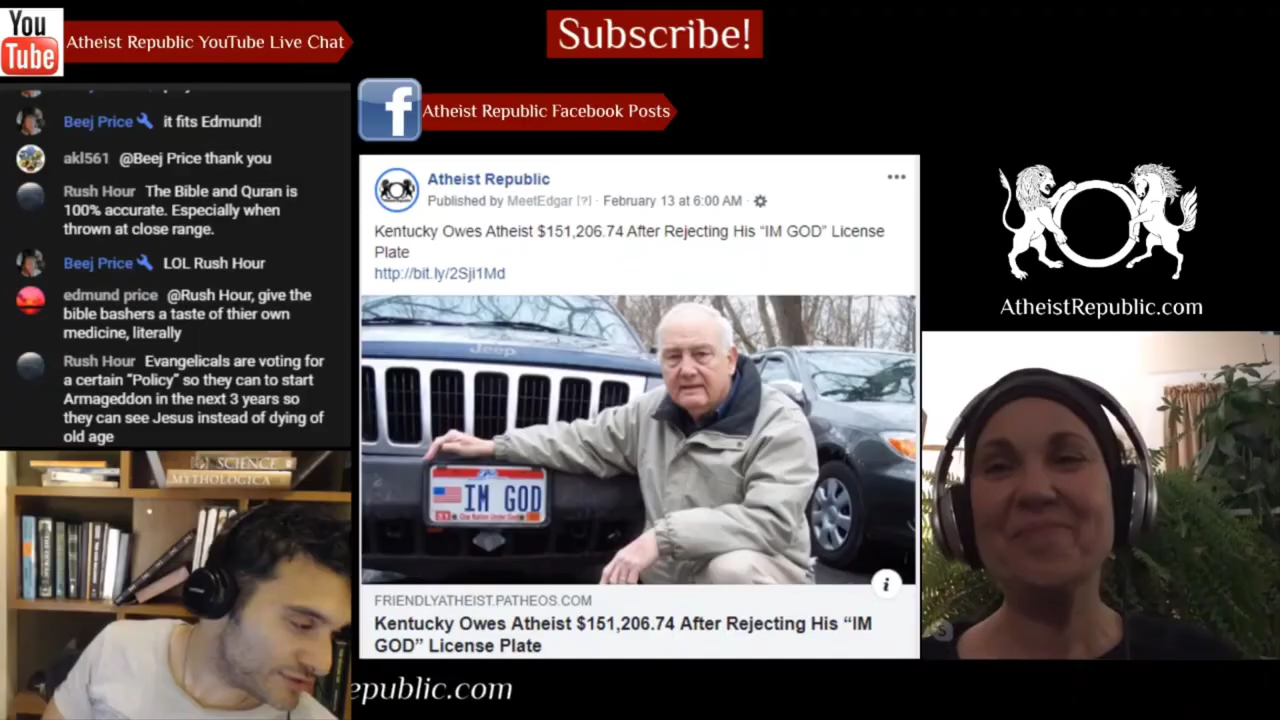 You
Tube
Atheist Republic YouTube Live Chat
Subscribe!
Beej Price it fits Edmund!
akl561 @Beej Price thank you
Rush Hour The Bible and Quran is
100% accurate. Especially when
thrown at close range.
Beej Price LOL Rush Hour
edmund price @Rush Hour, give the
bible bashers a taste of thier own
medicine, literally
Rush Hour Evangelicals are voting for
a certain "Policy" so they can to start
Armageddon in the next 3 years so
they can see Jesus instead of dying of
old age
f
Atheist Republic Facebook Posts
Atheist Republic
Published by MeetEdgar [?] · February 13 at 6:00 AM ·
Kentucky Owes Atheist $151,206.74 After Rejecting His “IM GOD” License
Plate
http://bit.ly/2Sji1Md
Jeep
IM GOD
One Nation Under God
i
FRIENDLYATHEIST.PATHEOS.COM
Kentucky Owes Atheist $151,206.74 After Rejecting His “IM
GOD” License Plate
AtheistRepublic.com
SCIENCE
MYTHOLOGICA
S
epublic.com